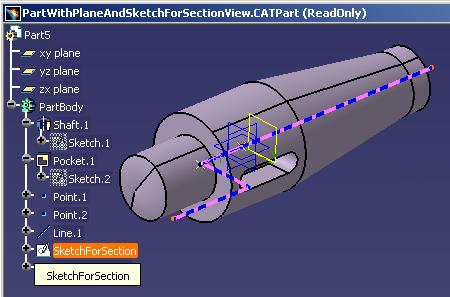 PartWithPlaneAndSketchForSectionView.CATPart (ReadOnly)
Part5
xy plane
yz plane
zx plane
PartBody
Shaft.1
Sketch.1
Pocket.1
Sketch.2
Point.1
Point.2
Line.1
SketchForSection
SketchForSection